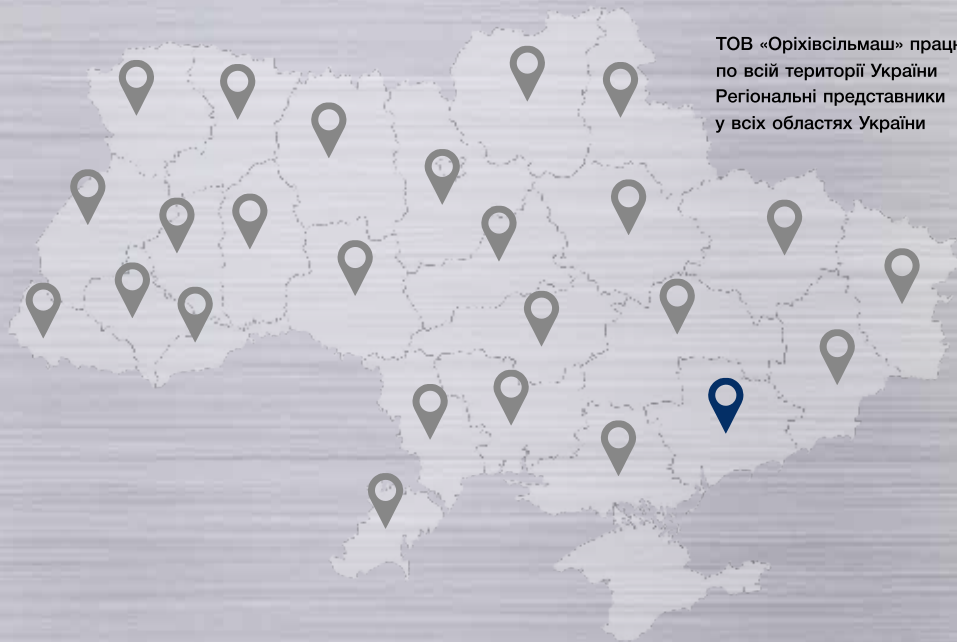 ТОВ «Оріхівсільмаш»
по всій території України
Регіональні представники
у всіх областях України